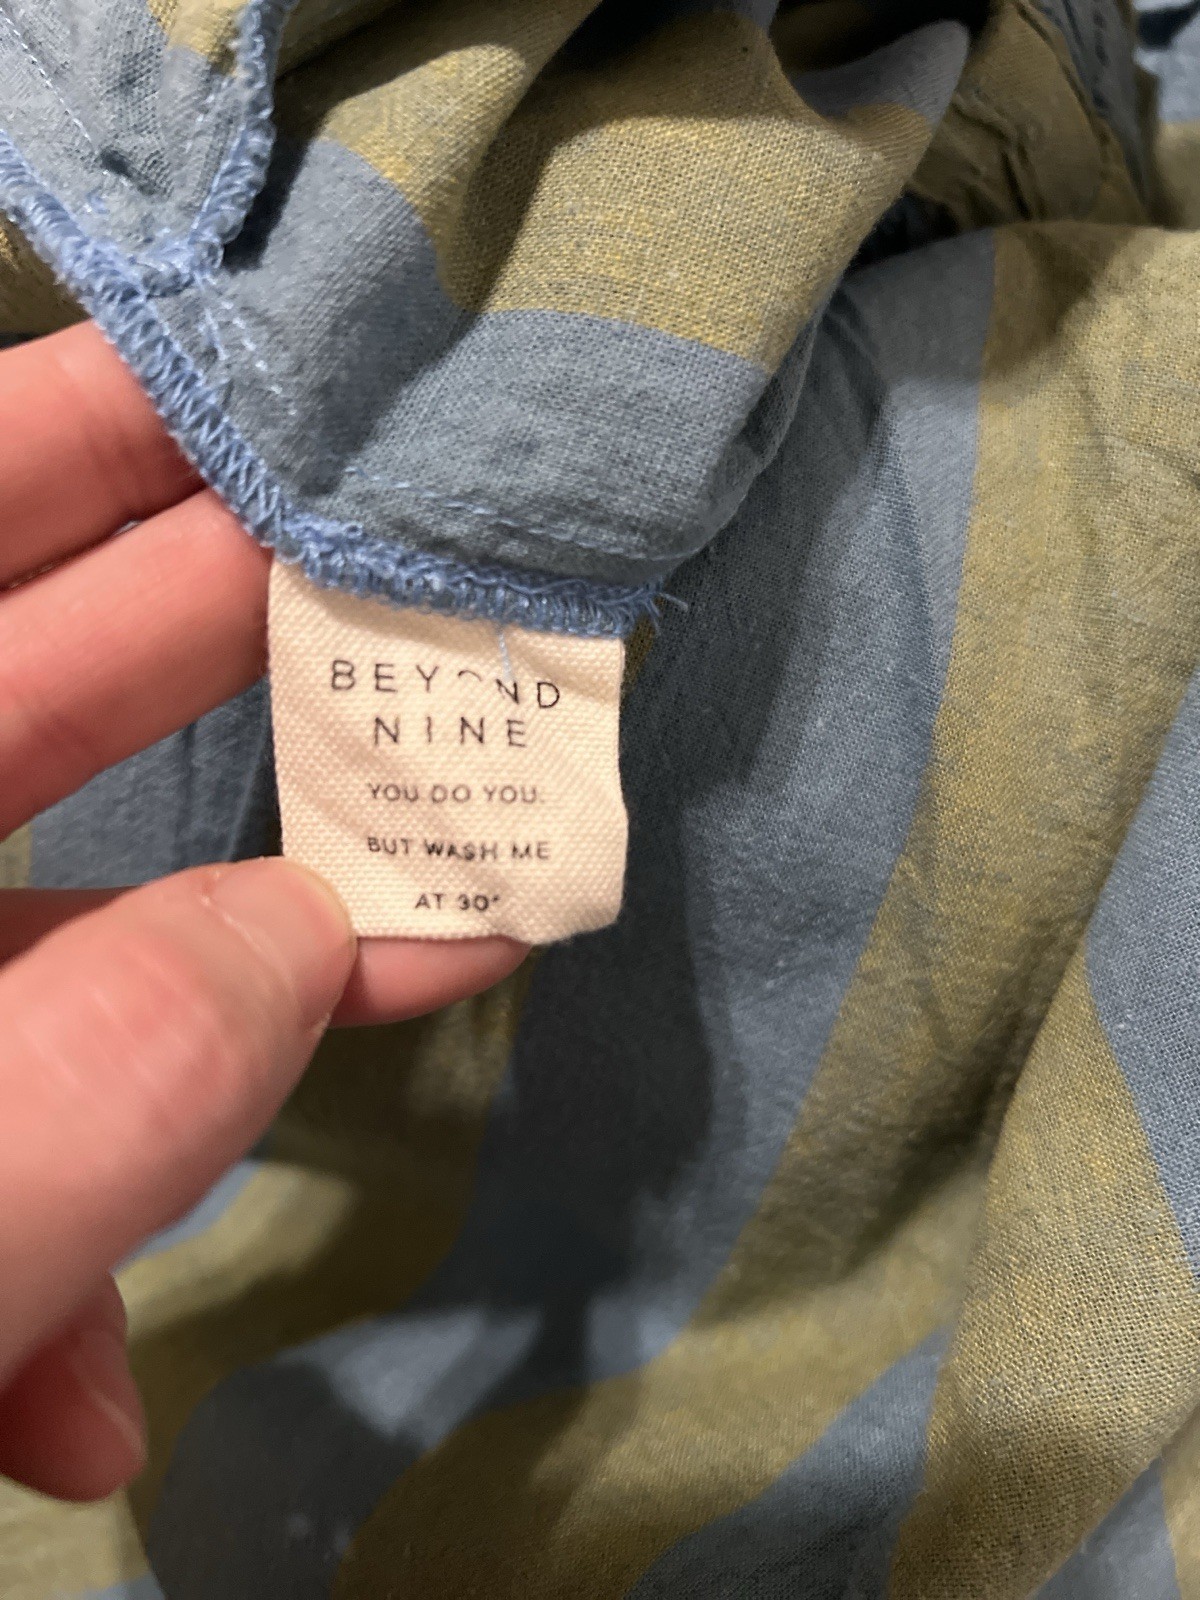 BEYOND
NINE
YOU DO YOU.
BUT WASH ME
AT 30°